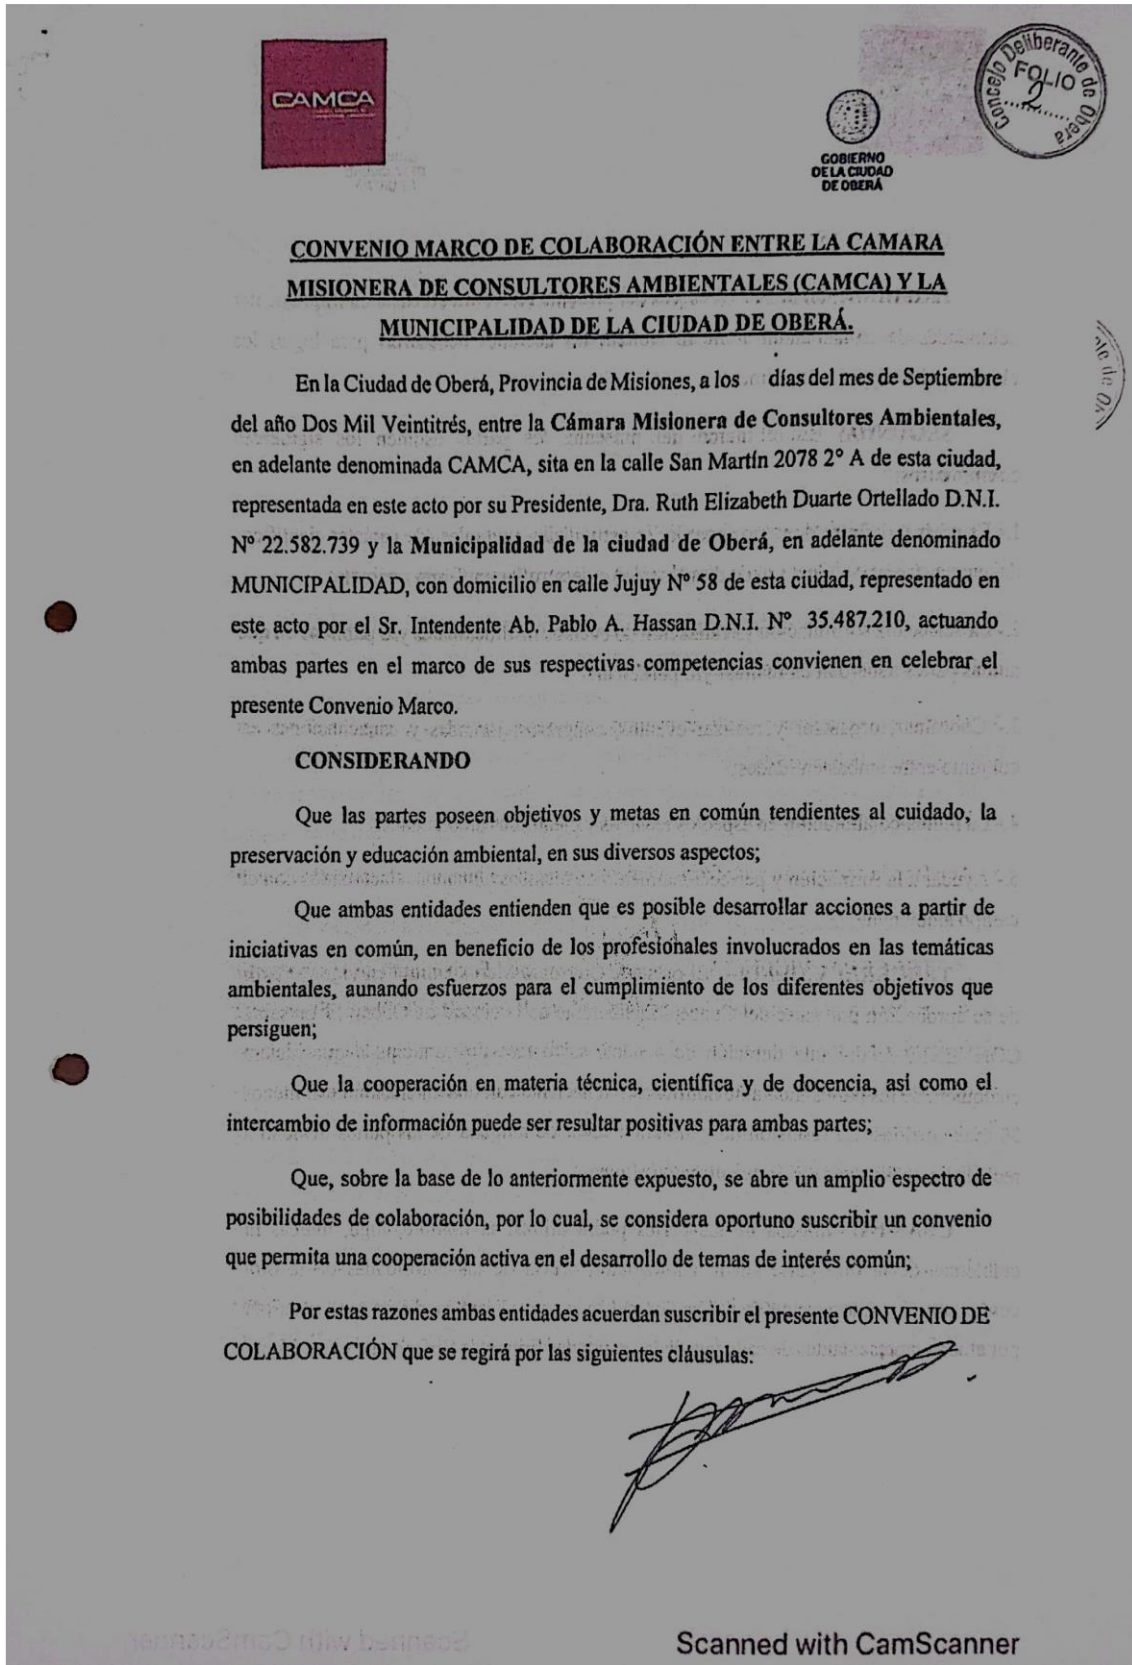 CAMCA
Concejo Deliberante de Oberá
FOLIO
2
GOBIERNO
DE LA CIUDAD
DE OBERÁ
CONVENIO MARCO DE COLABORACIÓN ENTRE LA CAMARA
MISIONERA DE CONSULTORES AMBIENTALES (CAMCA) Y LA
MUNICIPALIDAD DE LA CIUDAD DE OBERÁ.
En la Ciudad de Oberá, Provincia de Misiones, a los días del mes de Septiembre
del año Dos Mil Veintitrés, entre la Cámara Misionera de Consultores Ambientales,
en adelante denominada CAMCA, sita en la calle San Martín 2078 2° A de esta ciudad,
representada en este acto por su Presidente, Dra. Ruth Elizabeth Duarte Ortellado D.N.I.
Nº 22.582.739 y la Municipalidad de la ciudad de Oberá, en adelante denominado
MUNICIPALIDAD, con domicilio en calle Jujuy Nº 58 de esta ciudad, representado en
este acto por el Sr. Intendente Ab. Pablo A. Hassan D.N.I. Nº 35.487.210, actuando
ambas partes en el marco de sus respectivas competencias convienen en celebrar el
presente Convenio Marco.
CONSIDERANDO
Que las partes poseen objetivos y metas en común tendientes al cuidado, la
preservación y educación ambiental, en sus diversos aspectos;
Que ambas entidades entienden que es posible desarrollar acciones a partir de
iniciativas en común, en beneficio de los profesionales involucrados en las temáticas
ambientales, aunando esfuerzos para el cumplimiento de los diferentes objetivos que
persiguen;
Que la cooperación en materia técnica, científica y de docencia, así como el
intercambio de información puede ser resultar positivas para ambas partes;
Que, sobre la base de lo anteriormente expuesto, se abre un amplio espectro de
posibilidades de colaboración, por lo cual, se considera oportuno suscribir un convenio
que permita una cooperación activa en el desarrollo de temas de interés común;
Por estas razones ambas entidades acuerdan suscribir el presente CONVENIO DE
COLABORACIÓN que se regirá por las siguientes cláusulas:
Scanned with CamScanner